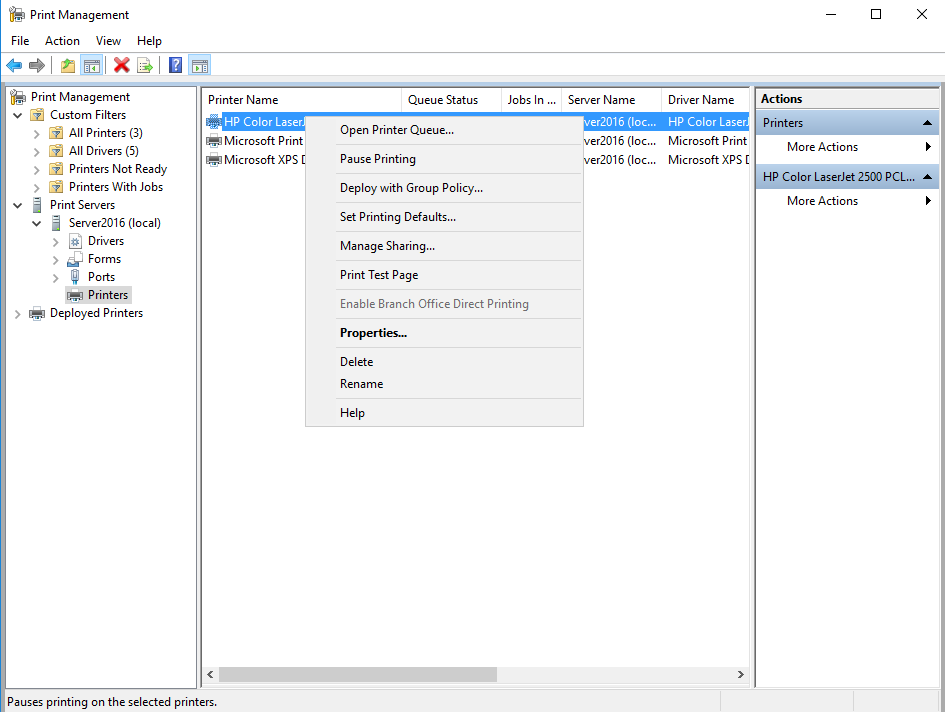 Print Management
File Action View Help
Print Management
Custom Filters
All Printers (3)
All Drivers (5)
Printers Not Ready
Printers With Jobs
Print Servers
Server2016 (local)
Drivers
Forms
Ports
Printers
Deployed Printers
Printer Name Queue Status Jobs In ... Server Name Driver Name
HP Color LaserJ ver2016 (loc... HP Color LaserJ
Microsoft Print ver2016 (loc... Microsoft Print
Microsoft XPS D ver2016 (loc... Microsoft XPS D
Open Printer Queue...
Pause Printing
Deploy with Group Policy...
Set Printing Defaults...
Manage Sharing...
Print Test Page
Enable Branch Office Direct Printing
Properties...
Delete
Rename
Help
Actions
Printers
More Actions
HP Color LaserJet 2500 PCL...
More Actions
Pauses printing on the selected printers.